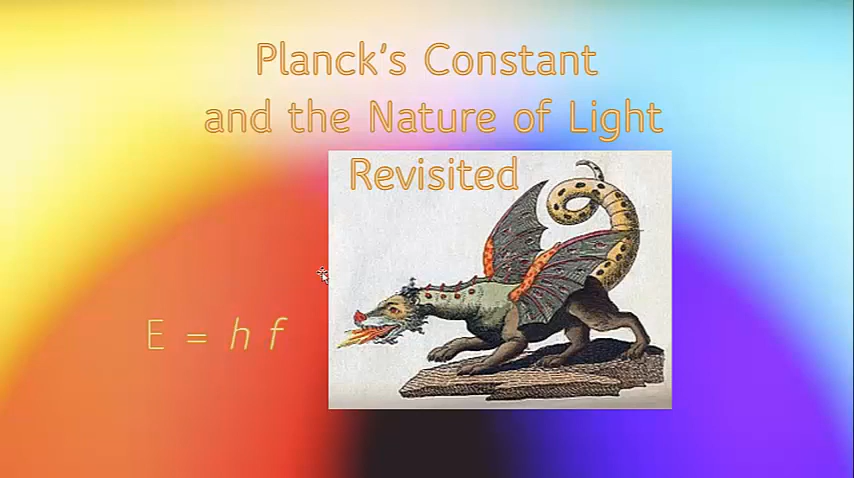 Planck's Constant
and the Nature of Light
Revisited
E = h f